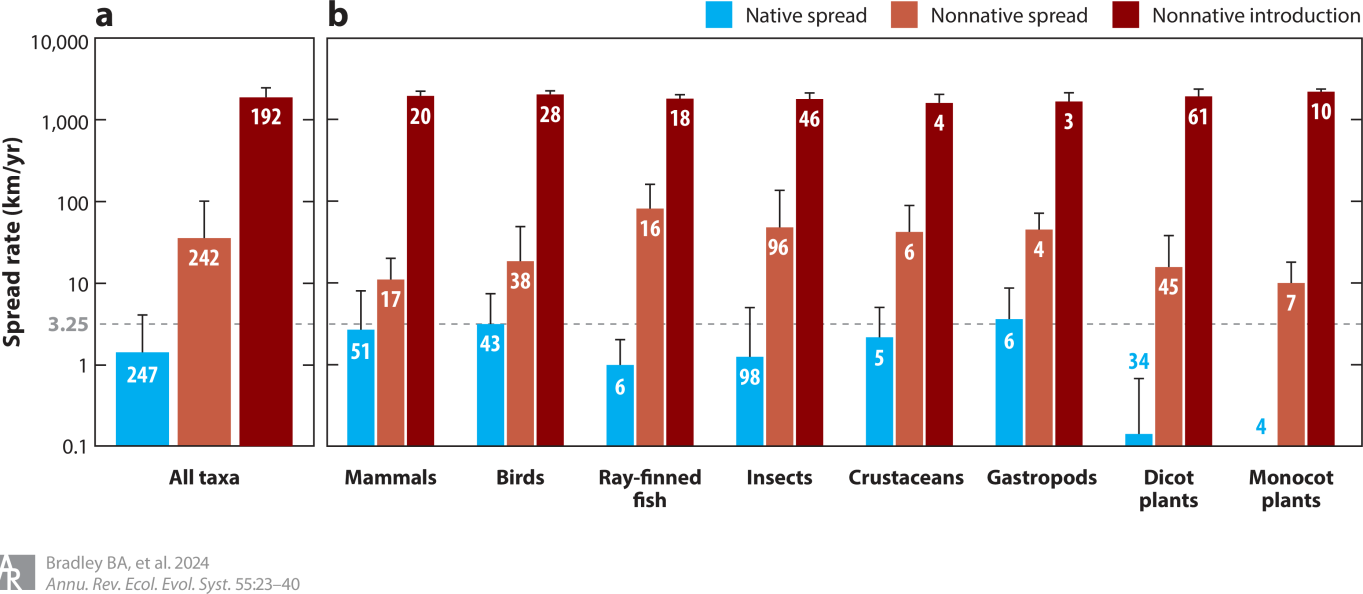 a
b
Native spread
Nonnative spread
Nonnative introduction
Spread rate (km/yr)
10,000
1,000
100
10
3.25
1
0.1
247
242
192
51
17
20
43
38
28
6
16
18
98
96
46
5
6
4
6
4
3
34
45
61
4
7
10
All taxa
Mammals
Birds
Ray-finned
fish
Insects
Crustaceans
Gastropods
Dicot
plants
Monocot
plants
AR
Bradley BA, et al. 2024
Annu. Rev. Ecol. Evol. Syst. 55:23–40